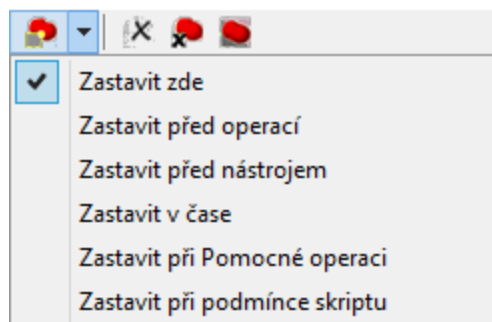 Zastavit zde
Zastavit před operací
Zastavit před nástrojem
Zastavit v čase
Zastavit při Pomocné operaci
Zastavit při podmínce skriptu